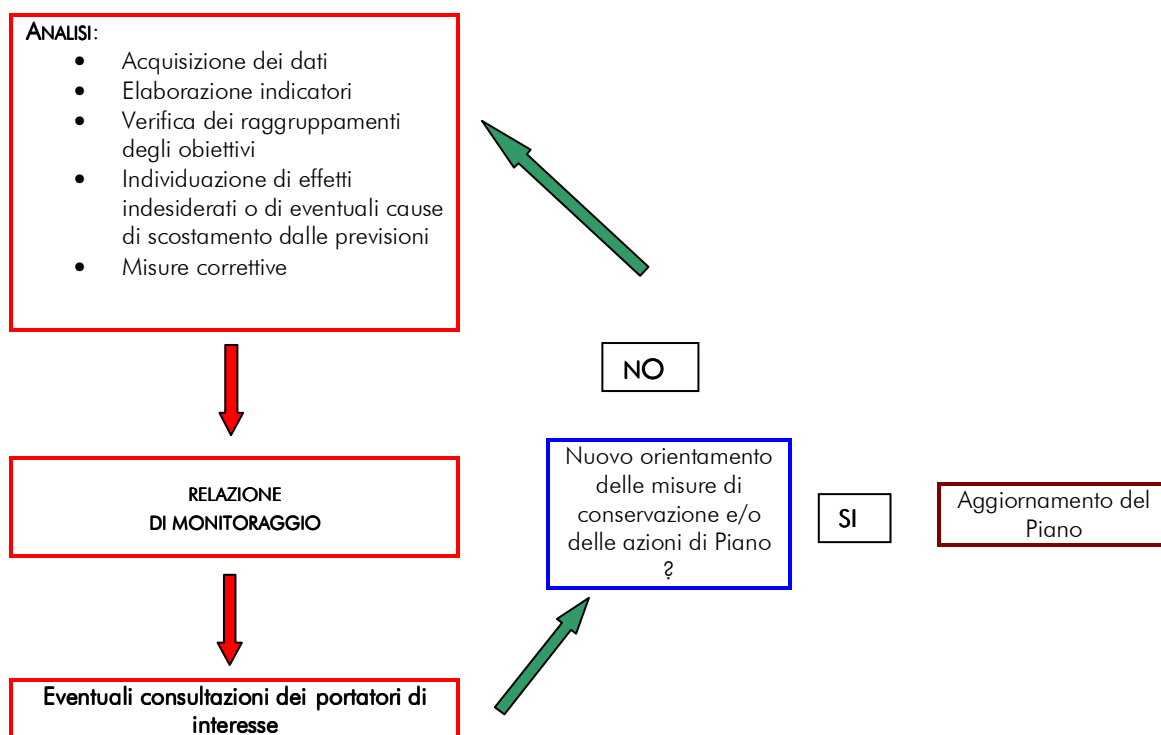 ANALISI:
• Acquisizione dei dati
• Elaborazione indicatori
• Verifica dei raggruppamenti
degli obiettivi
• Individuazione di effetti
indesiderati o di eventuali cause
di scostamento dalle previsioni
• Misure correttive
RELAZIONE
DI MONITORAGGIO
Eventuali consultazioni dei portatori di
interesse
Nuovo orientamento
delle misure di
conservazione e/o
delle azioni di Piano
?
NO
SI
Aggiornamento del
Piano